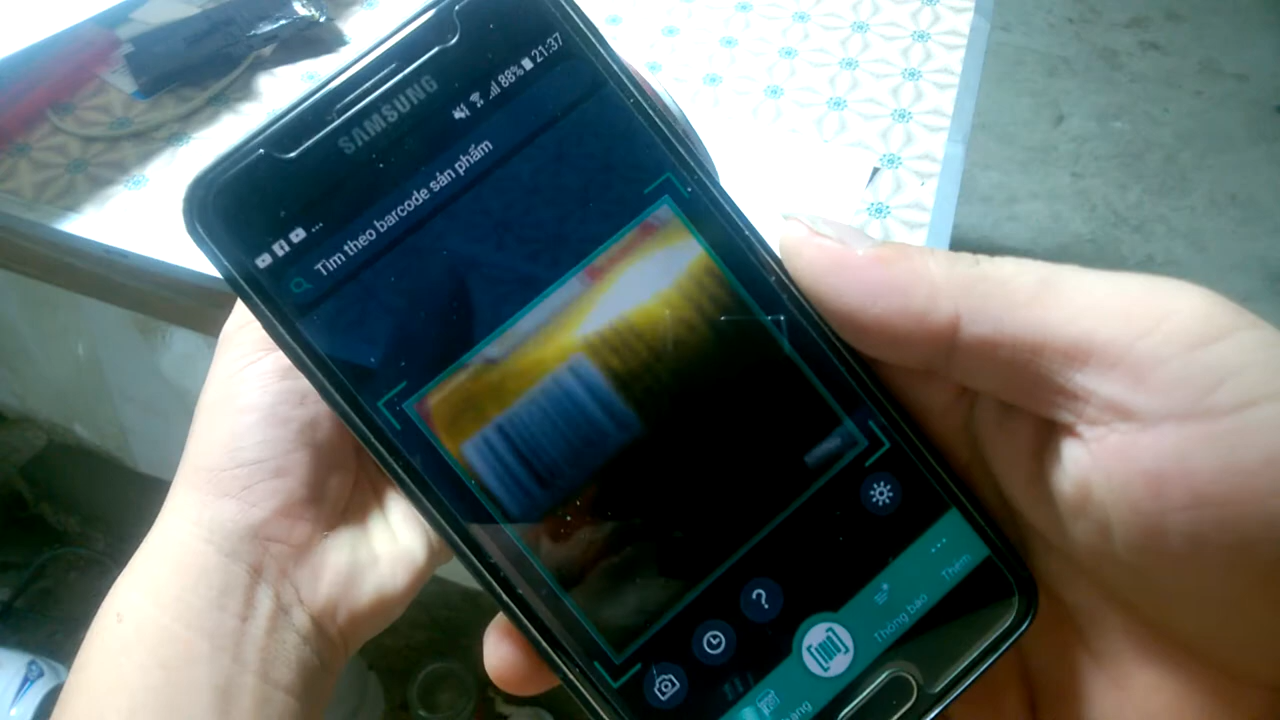 SAMSUNG
88% 21:37
Tìm theo barcode sản phẩm
?
Thông báo
Thêm